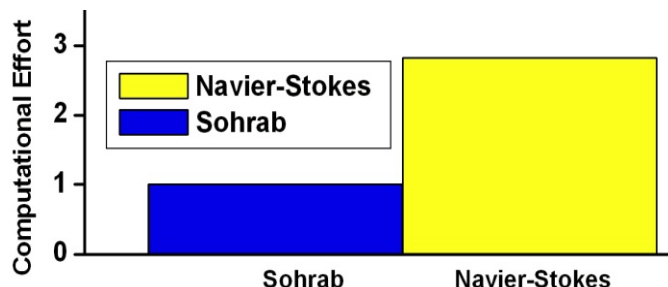 Computational Effort
3
2
1
0
Navier-Stokes
Sohrab
Sohrab
Navier-Stokes